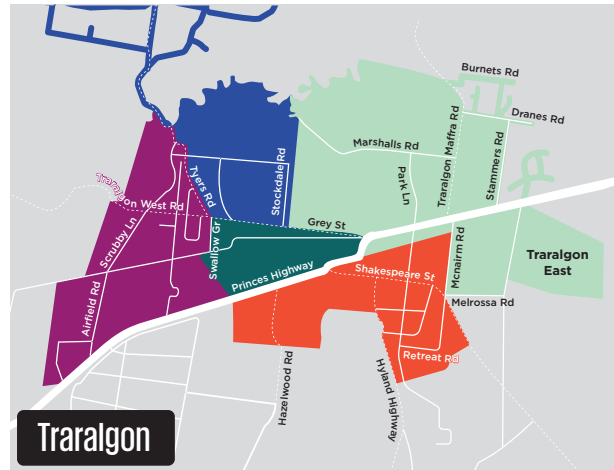 Burnets Rd
Dranes Rd
Marshalls Rd
Traralgon Maffra Rd
Stammers Rd
Park Ln
Stockdale Rd
Tyers Rd
Traralgon West Rd
Scrubby Ln
Swallow Gr
Grey St
Princes Highway
Shakespeare St
Mcnairm Rd
Traralgon
East
Melrossa Rd
Airfield Rd
Retreat Rd
Hazelwood Rd
Hyland Highway
Traralgon